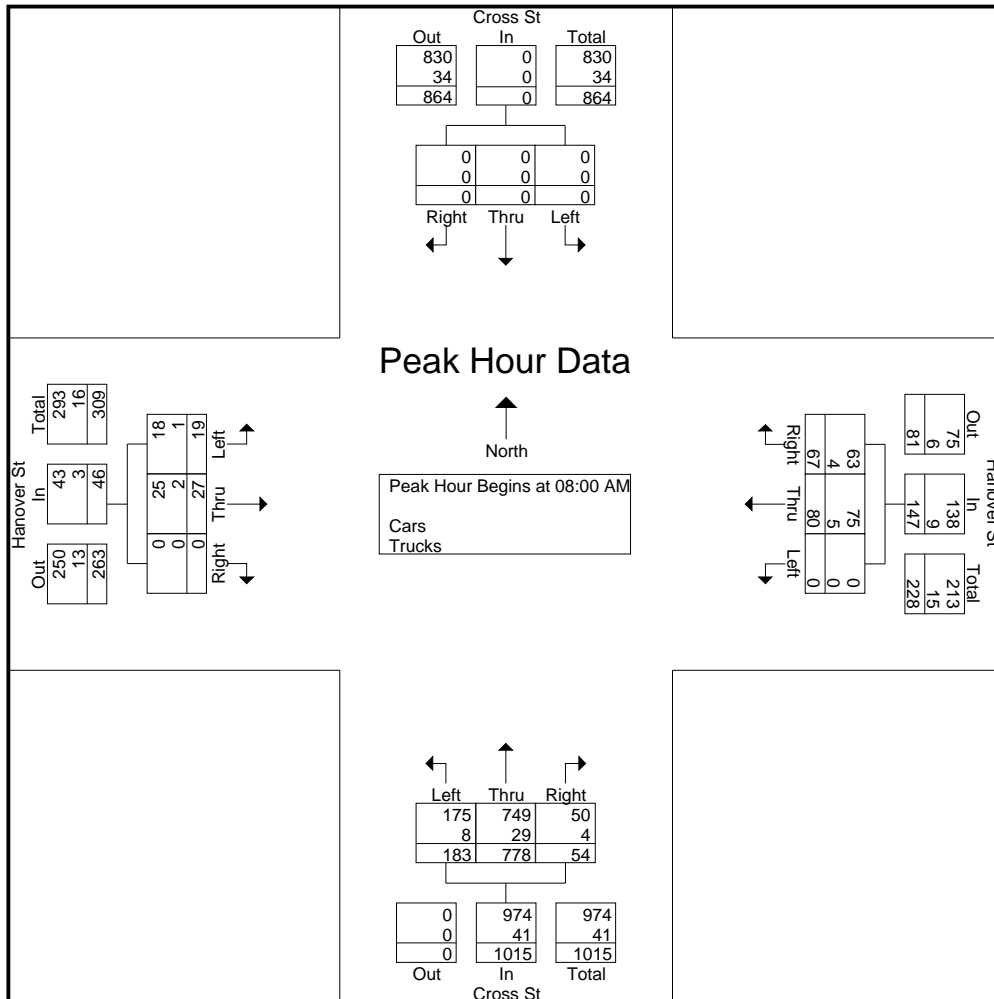 Cross St
Out In Total
830 0 830
34 0 34
864 0 864
0 0 0
0 0 0
0 0 0
Right Thru Left
Peak Hour Data
North
Peak Hour Begins at 08:00 AM
Cars
Trucks
Hanover St
Out In Total
250 43 293
13 3 16
263 46 309
Left Thru Right
18 25 0
1 2 0
19 27 0
Right Thru Left
63 75 0
4 5 0
67 80 0
Hanover St
Out In Total
75 138 213
6 9 15
81 147 228
Left Thru Right
175 749 50
8 29 4
183 778 54
0 974 974
0 41 41
0 1015 1015
Out In Total
Cross St